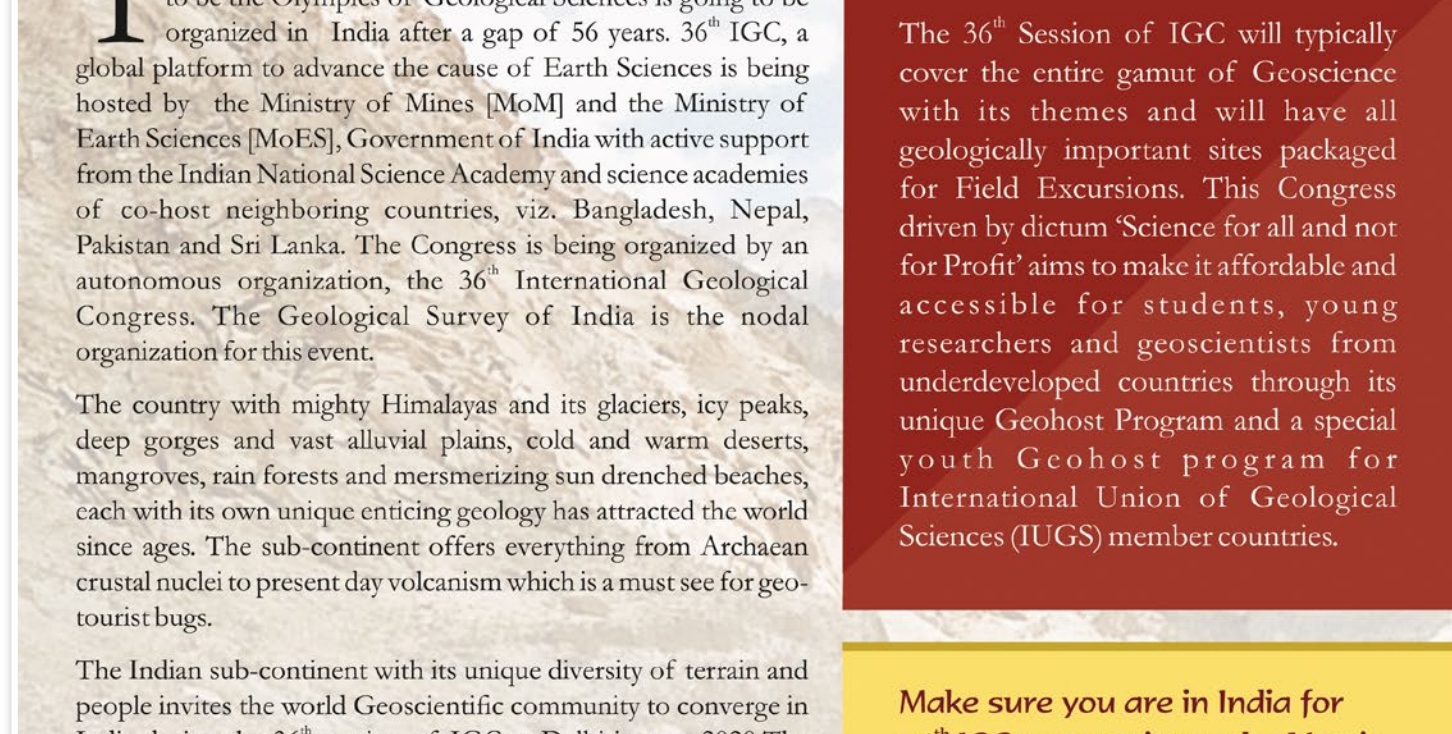 T
to be the Olympics of Geological Sciences is going to be
organized in India after a gap of 56 years. 36th IGC, a
global platform to advance the cause of Earth Sciences is being
hosted by the Ministry of Mines [MoM] and the Ministry of
Earth Sciences [MoES], Government of India with active support
from the Indian National Science Academy and science academies
of co-host neighboring countries, viz. Bangladesh, Nepal,
Pakistan and Sri Lanka. The Congress is being organized by an
autonomous organization, the 36th International Geological
Congress. The Geological Survey of India is the nodal
organization for this event.
The country with mighty Himalayas and its glaciers, icy peaks,
deep gorges and vast alluvial plains, cold and warm deserts,
mangroves, rain forests and mersmerizing sun drenched beaches,
each with its own unique enticing geology has attracted the world
since ages. The sub-continent offers everything from Archaean
crustal nuclei to present day volcanism which is a must see for geo-
tourist bugs.
The Indian sub-continent with its unique diversity of terrain and
people invites the world Geoscientific community to converge in
The 36th Session of IGC will typically
cover the entire gamut of Geoscience
with its themes and will have all
geologically important sites packaged
for Field Excursions. This Congress
driven by dictum ‘Science for all and not
for Profit’ aims to make it affordable and
accessible for students, young
researchers and geoscientists from
underdeveloped countries through its
unique Geohost Program and a special
youth Geohost program for
International Union of Geological
Sciences (IUGS) member countries.
Make sure you are in India for